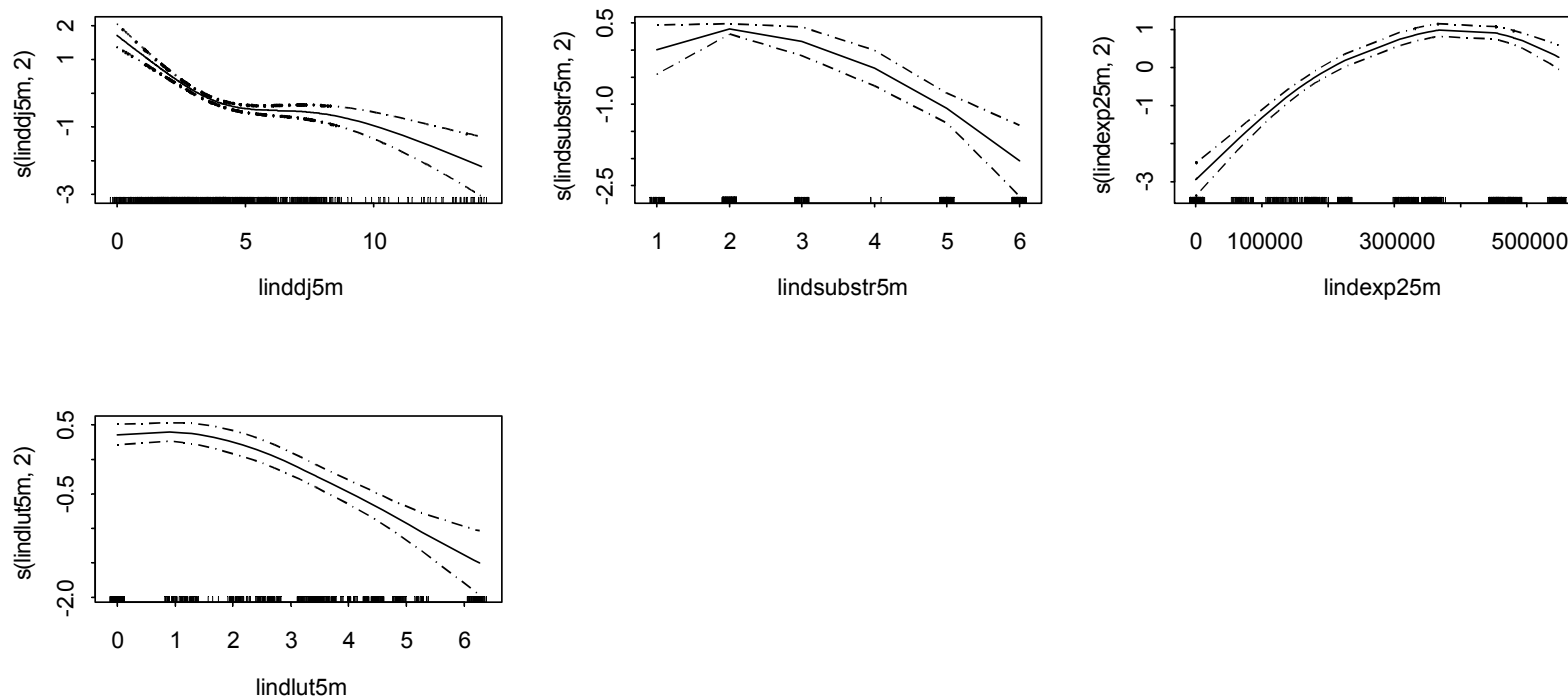 s(linddj5m, 2)
2
1
-1
-3
0 5 10
linddj5m
s(lindsubstr5m, 2)
0.5
-1.0
-2.5
1 2 3 4 5 6
lindsubstr5m
s(lindexp25m, 2)
1
0
-1
-3
0 100000 300000 500000
lindexp25m
s(lindlut5m, 2)
0.5
-0.5
-2.0
0 1 2 3 4 5 6
lindlut5m